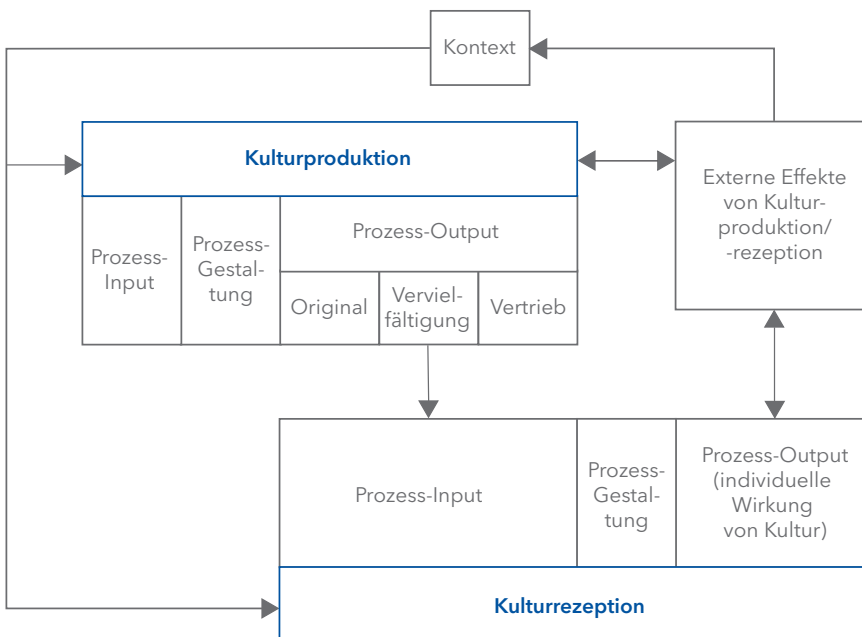 Kontext
Kulturproduktion
Externe Effekte
von Kultur-
produktion/
-rezeption
Prozess-
Input
Prozess-
Gestal-
tung
Prozess-Output
Original
Verviel-
fältigung
Vertrieb
Prozess-Input
Prozess-
Gestal-
tung
Prozess-Output
(individuelle
Wirkung
von Kultur)
Kulturrezeption